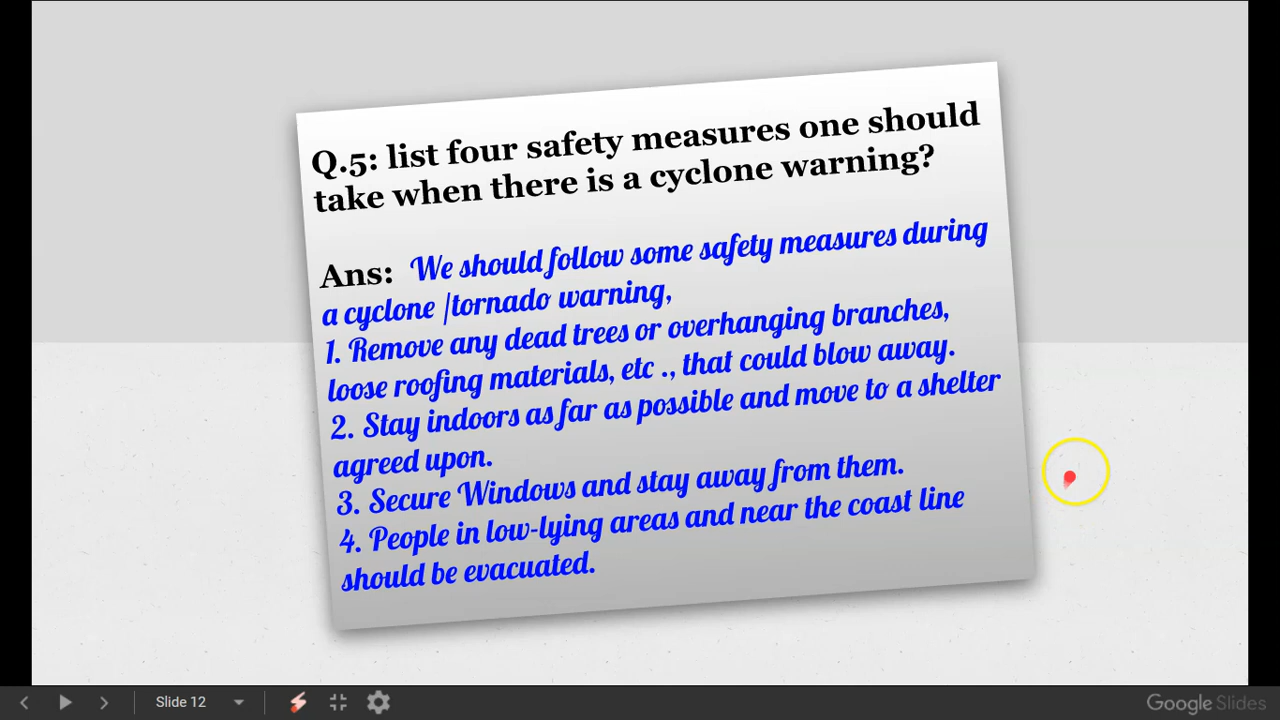 Q.5: list four safety measures one should
take when there is a cyclone warning?
Ans: We should follow some safety measures during
a cyclone /tornado warning,
1. Remove any dead trees or overhanging branches,
loose roofing materials, etc ., that could blow away.
2. Stay indoors as far as possible and move to a shelter
agreed upon.
3. Secure Windows and stay away from them.
4. People in low-lying areas and near the coast line
should be evacuated.
Slide 12
Google Slides